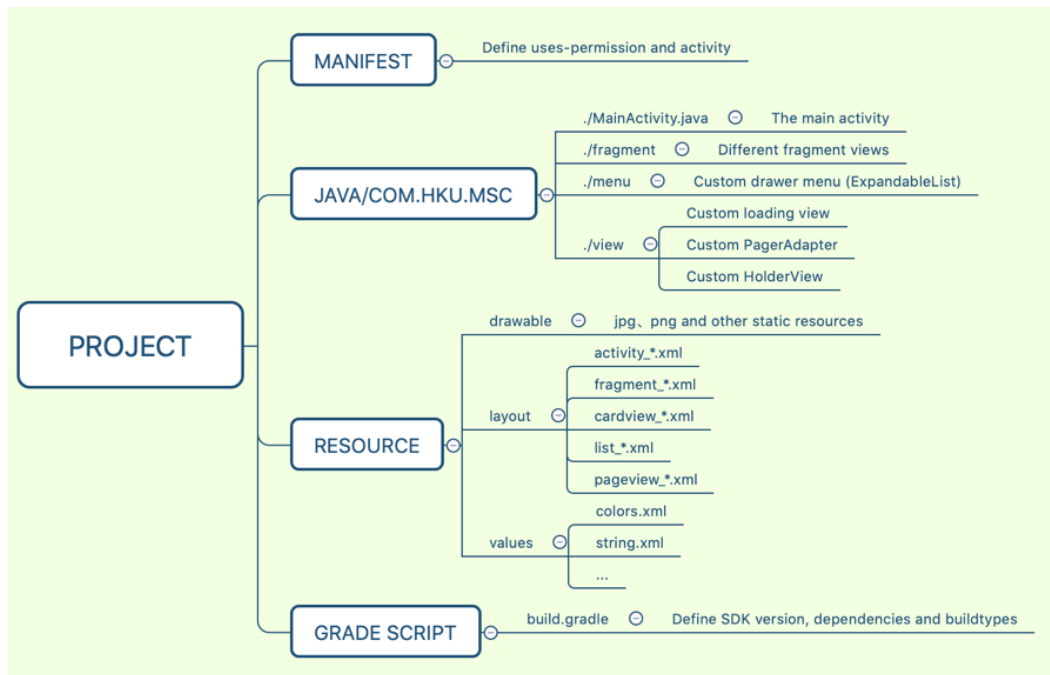 PROJECT
MANIFEST
Define uses-permission and activity
JAVA/COM.HKU.MSC
./MainActivity.java
The main activity
./fragment
Different fragment views
./menu
Custom drawer menu (ExpandableList)
./view
Custom loading view
Custom PagerAdapter
Custom HolderView
RESOURCE
drawable
jpg、png and other static resources
layout
activity_*.xml
fragment_*.xml
cardview_*.xml
list_*.xml
pageview_*.xml
values
colors.xml
string.xml
...
GRADE SCRIPT
build.gradle
Define SDK version, dependencies and buildtypes